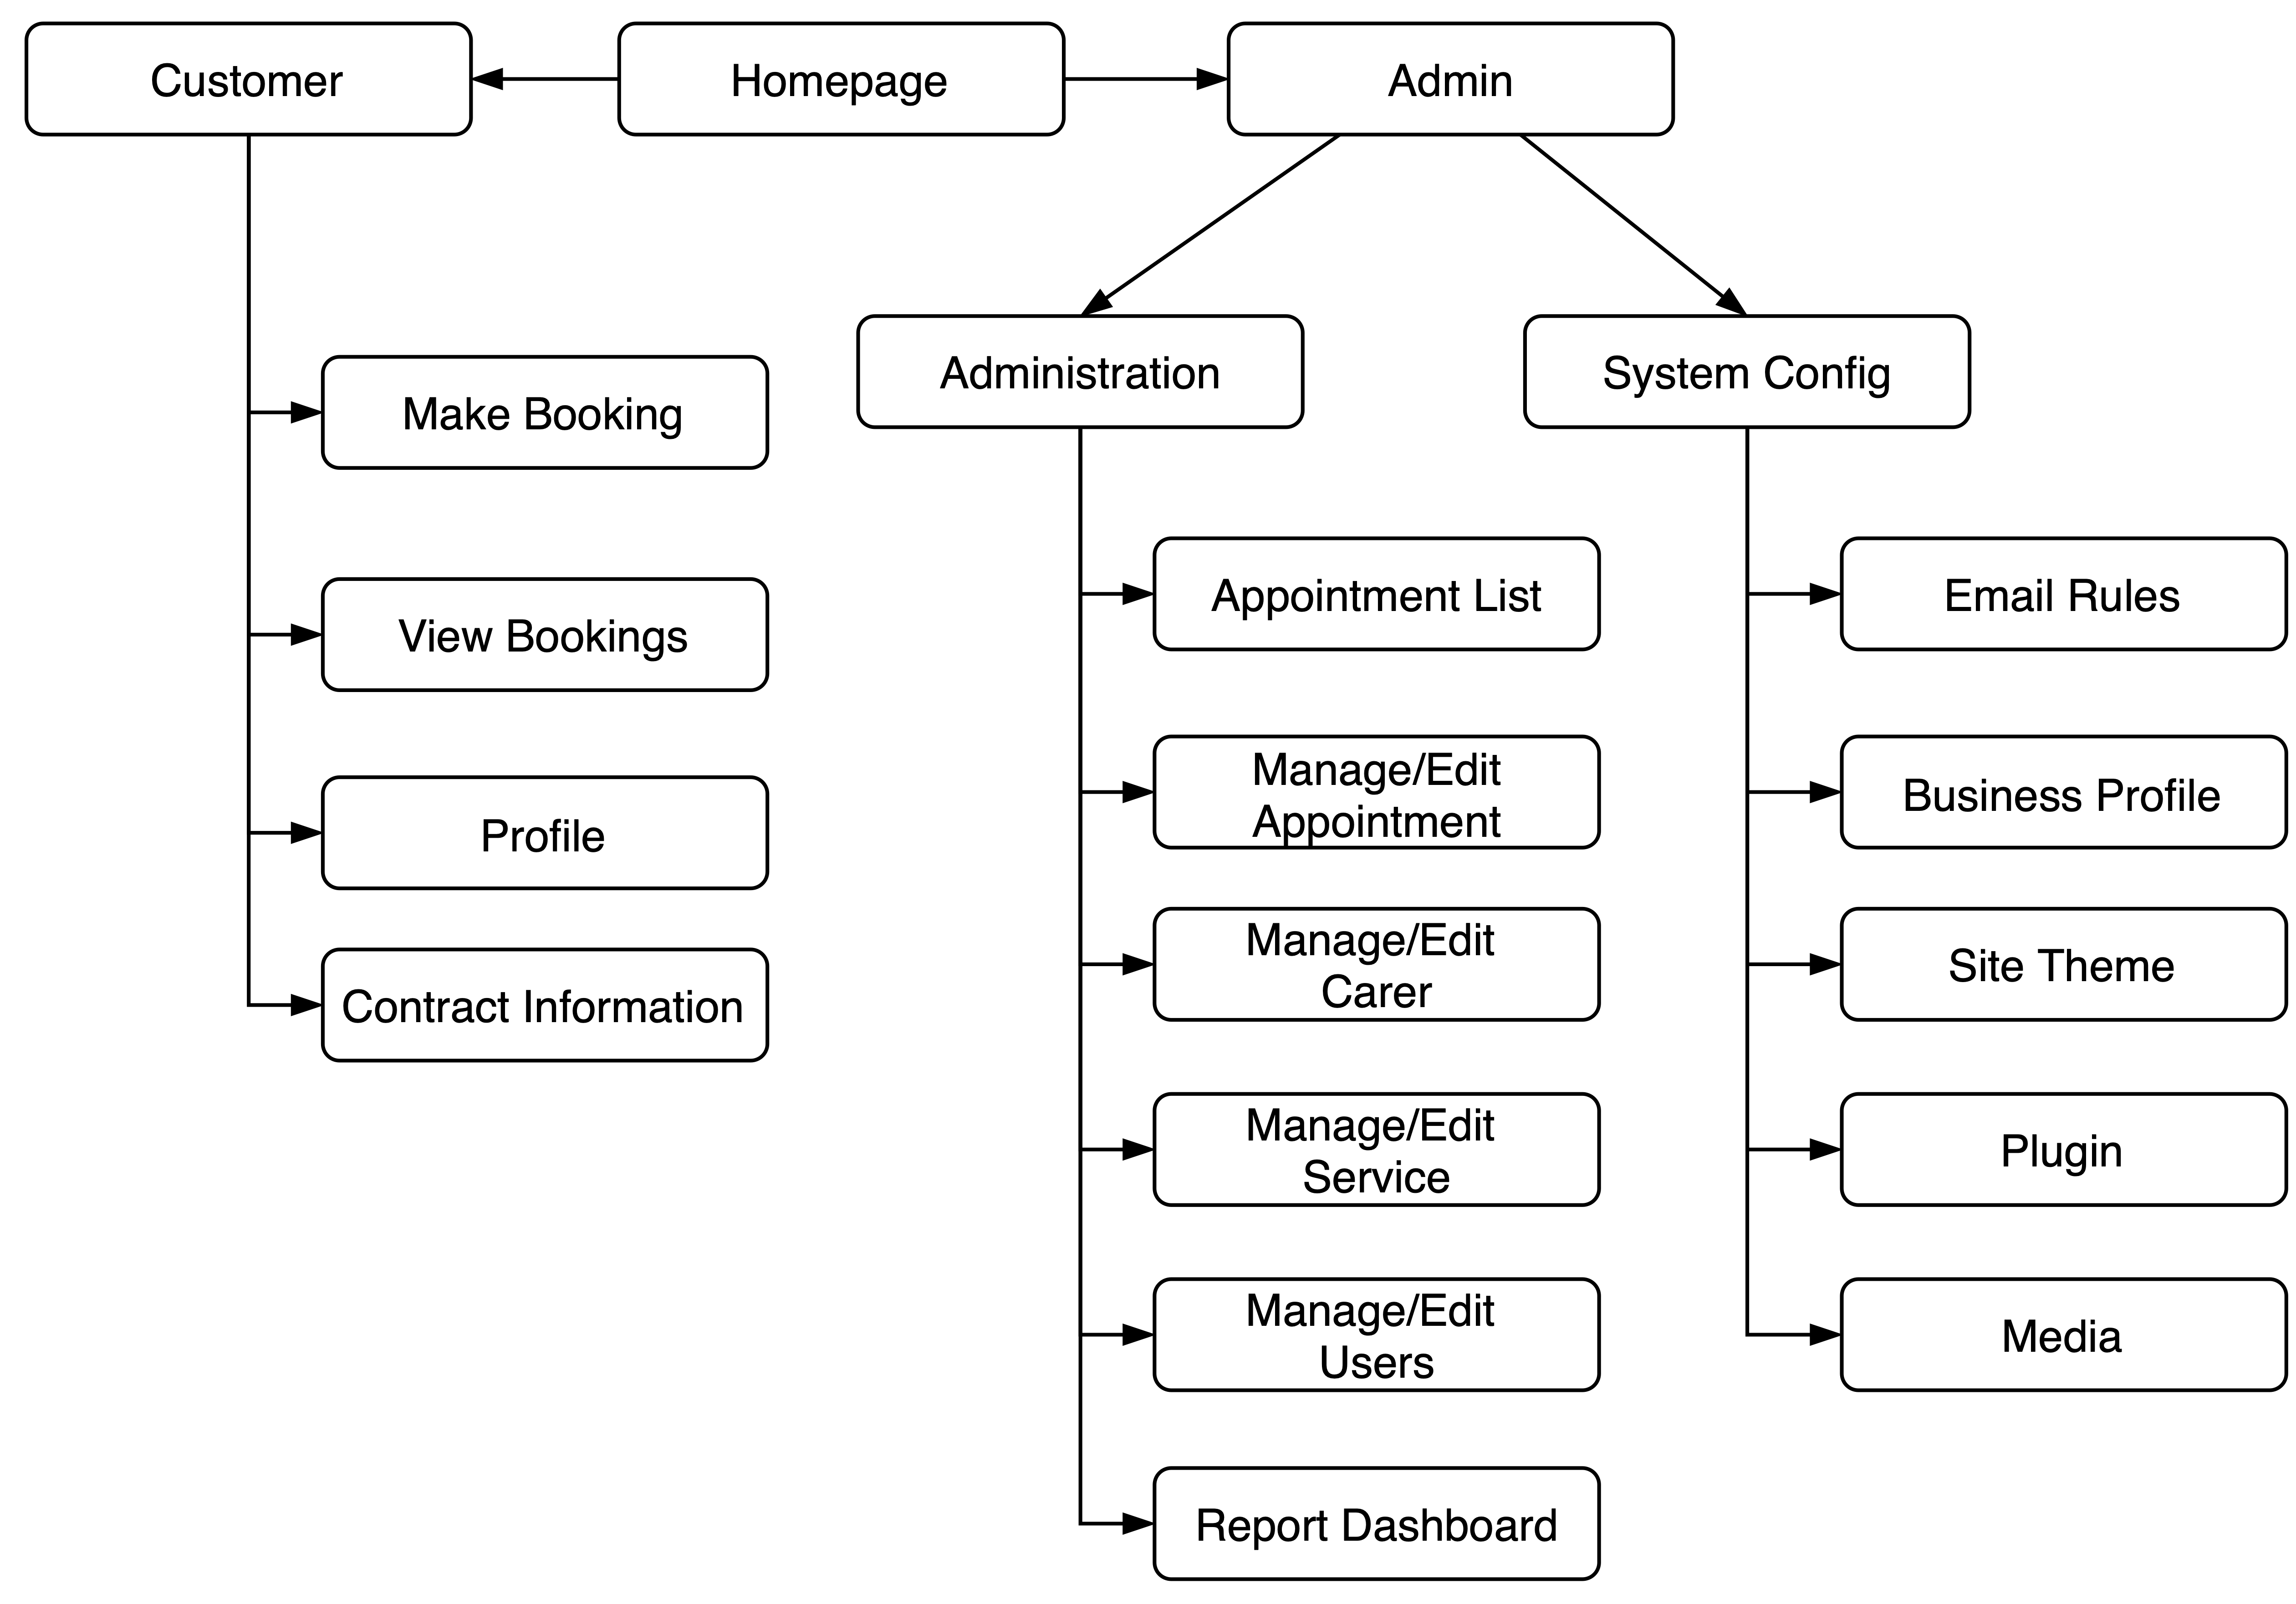 Customer
Homepage
Admin
Administration
System Config
Make Booking
View Bookings
Profile
Contract Information
Appointment List
Manage/Edit
Appointment
Manage/Edit
Carer
Manage/Edit
Service
Manage/Edit
Users
Report Dashboard
Email Rules
Business Profile
Site Theme
Plugin
Media